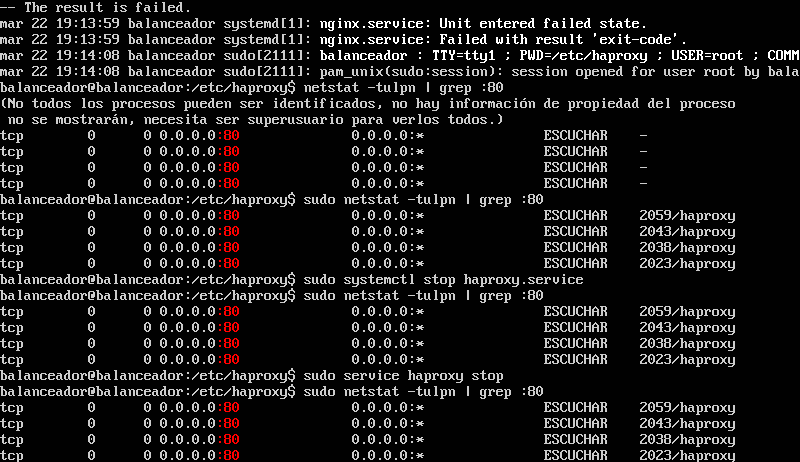 -- The result is failed.
mar 22 19:13:59 balanceador systemd[1]: nginx.service: Unit entered failed state.
mar 22 19:13:59 balanceador systemd[1]: nginx.service: Failed with result 'exit-code'.
mar 22 19:14:08 balanceador sudo[2111]: balanceador : TTY=tty1 ; PWD=/etc/haproxy ; USER=root ; COMM
mar 22 19:14:08 balanceador sudo[2111]: pam_unix(sudo:session): session opened for user root by bala
balanceador@balanceador:/etc/haproxy$ netstat -tulpn | grep :80
(No todos los procesos pueden ser identificados, no hay información de propiedad del proceso
 no se mostrarán, necesita ser superusuario para verlos todos.)
tcp        0      0 0.0.0.0:80              0.0.0.0:*               ESCUCHAR    -
tcp        0      0 0.0.0.0:80              0.0.0.0:*               ESCUCHAR    -
tcp        0      0 0.0.0.0:80              0.0.0.0:*               ESCUCHAR    -
tcp        0      0 0.0.0.0:80              0.0.0.0:*               ESCUCHAR    -
balanceador@balanceador:/etc/haproxy$ sudo netstat -tulpn | grep :80
tcp        0      0 0.0.0.0:80              0.0.0.0:*               ESCUCHAR    2059/haproxy
tcp        0      0 0.0.0.0:80              0.0.0.0:*               ESCUCHAR    2043/haproxy
tcp        0      0 0.0.0.0:80              0.0.0.0:*               ESCUCHAR    2038/haproxy
tcp        0      0 0.0.0.0:80              0.0.0.0:*               ESCUCHAR    2023/haproxy
balanceador@balanceador:/etc/haproxy$ sudo systemctl stop haproxy.service
balanceador@balanceador:/etc/haproxy$ sudo netstat -tulpn | grep :80
tcp        0      0 0.0.0.0:80              0.0.0.0:*               ESCUCHAR    2059/haproxy
tcp        0      0 0.0.0.0:80              0.0.0.0:*               ESCUCHAR    2043/haproxy
tcp        0      0 0.0.0.0:80              0.0.0.0:*               ESCUCHAR    2038/haproxy
tcp        0      0 0.0.0.0:80              0.0.0.0:*               ESCUCHAR    2023/haproxy
balanceador@balanceador:/etc/haproxy$ sudo service haproxy stop
balanceador@balanceador:/etc/haproxy$ sudo netstat -tulpn | grep :80
tcp        0      0 0.0.0.0:80              0.0.0.0:*               ESCUCHAR    2059/haproxy
tcp        0      0 0.0.0.0:80              0.0.0.0:*               ESCUCHAR    2043/haproxy
tcp        0      0 0.0.0.0:80              0.0.0.0:*               ESCUCHAR    2038/haproxy
tcp        0      0 0.0.0.0:80              0.0.0.0:*               ESCUCHAR    2023/haproxy